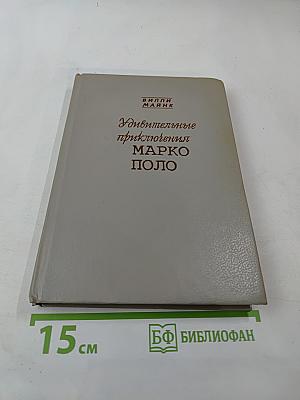 ВИЛЛИ
МАЙНК
Удивительные
приключения
МАРКО
ПОЛО
15 см
БФ БИБЛИОФАН